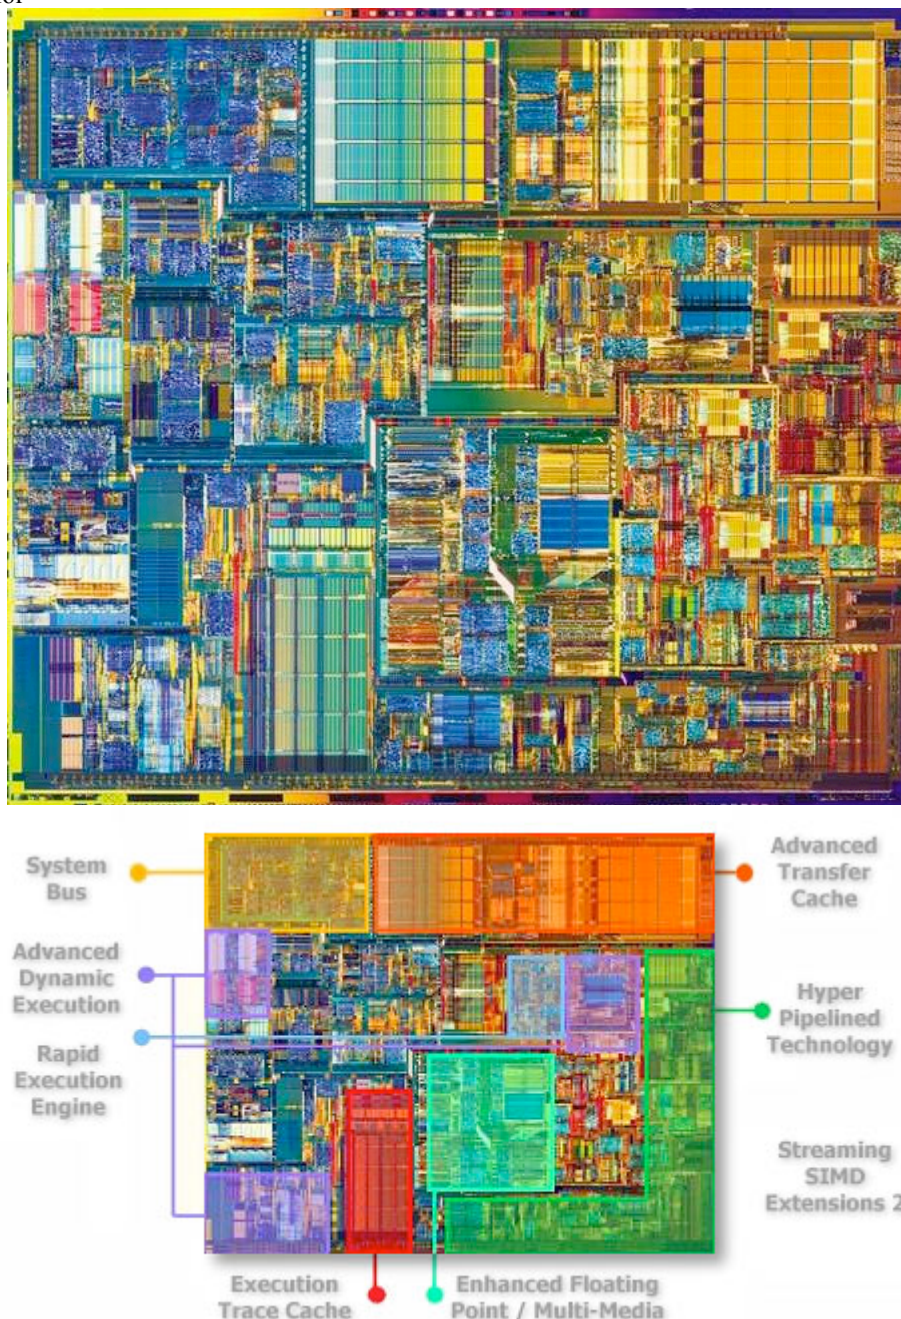 System
Bus
Advanced
Transfer
Cache
Advanced
Dynamic
Execution
Hyper
Pipelined
Technology
Rapid
Execution
Engine
Streaming
SIMD
Extensions 2
Execution
Trace Cache
Enhanced Floating
Point / Multi-Media